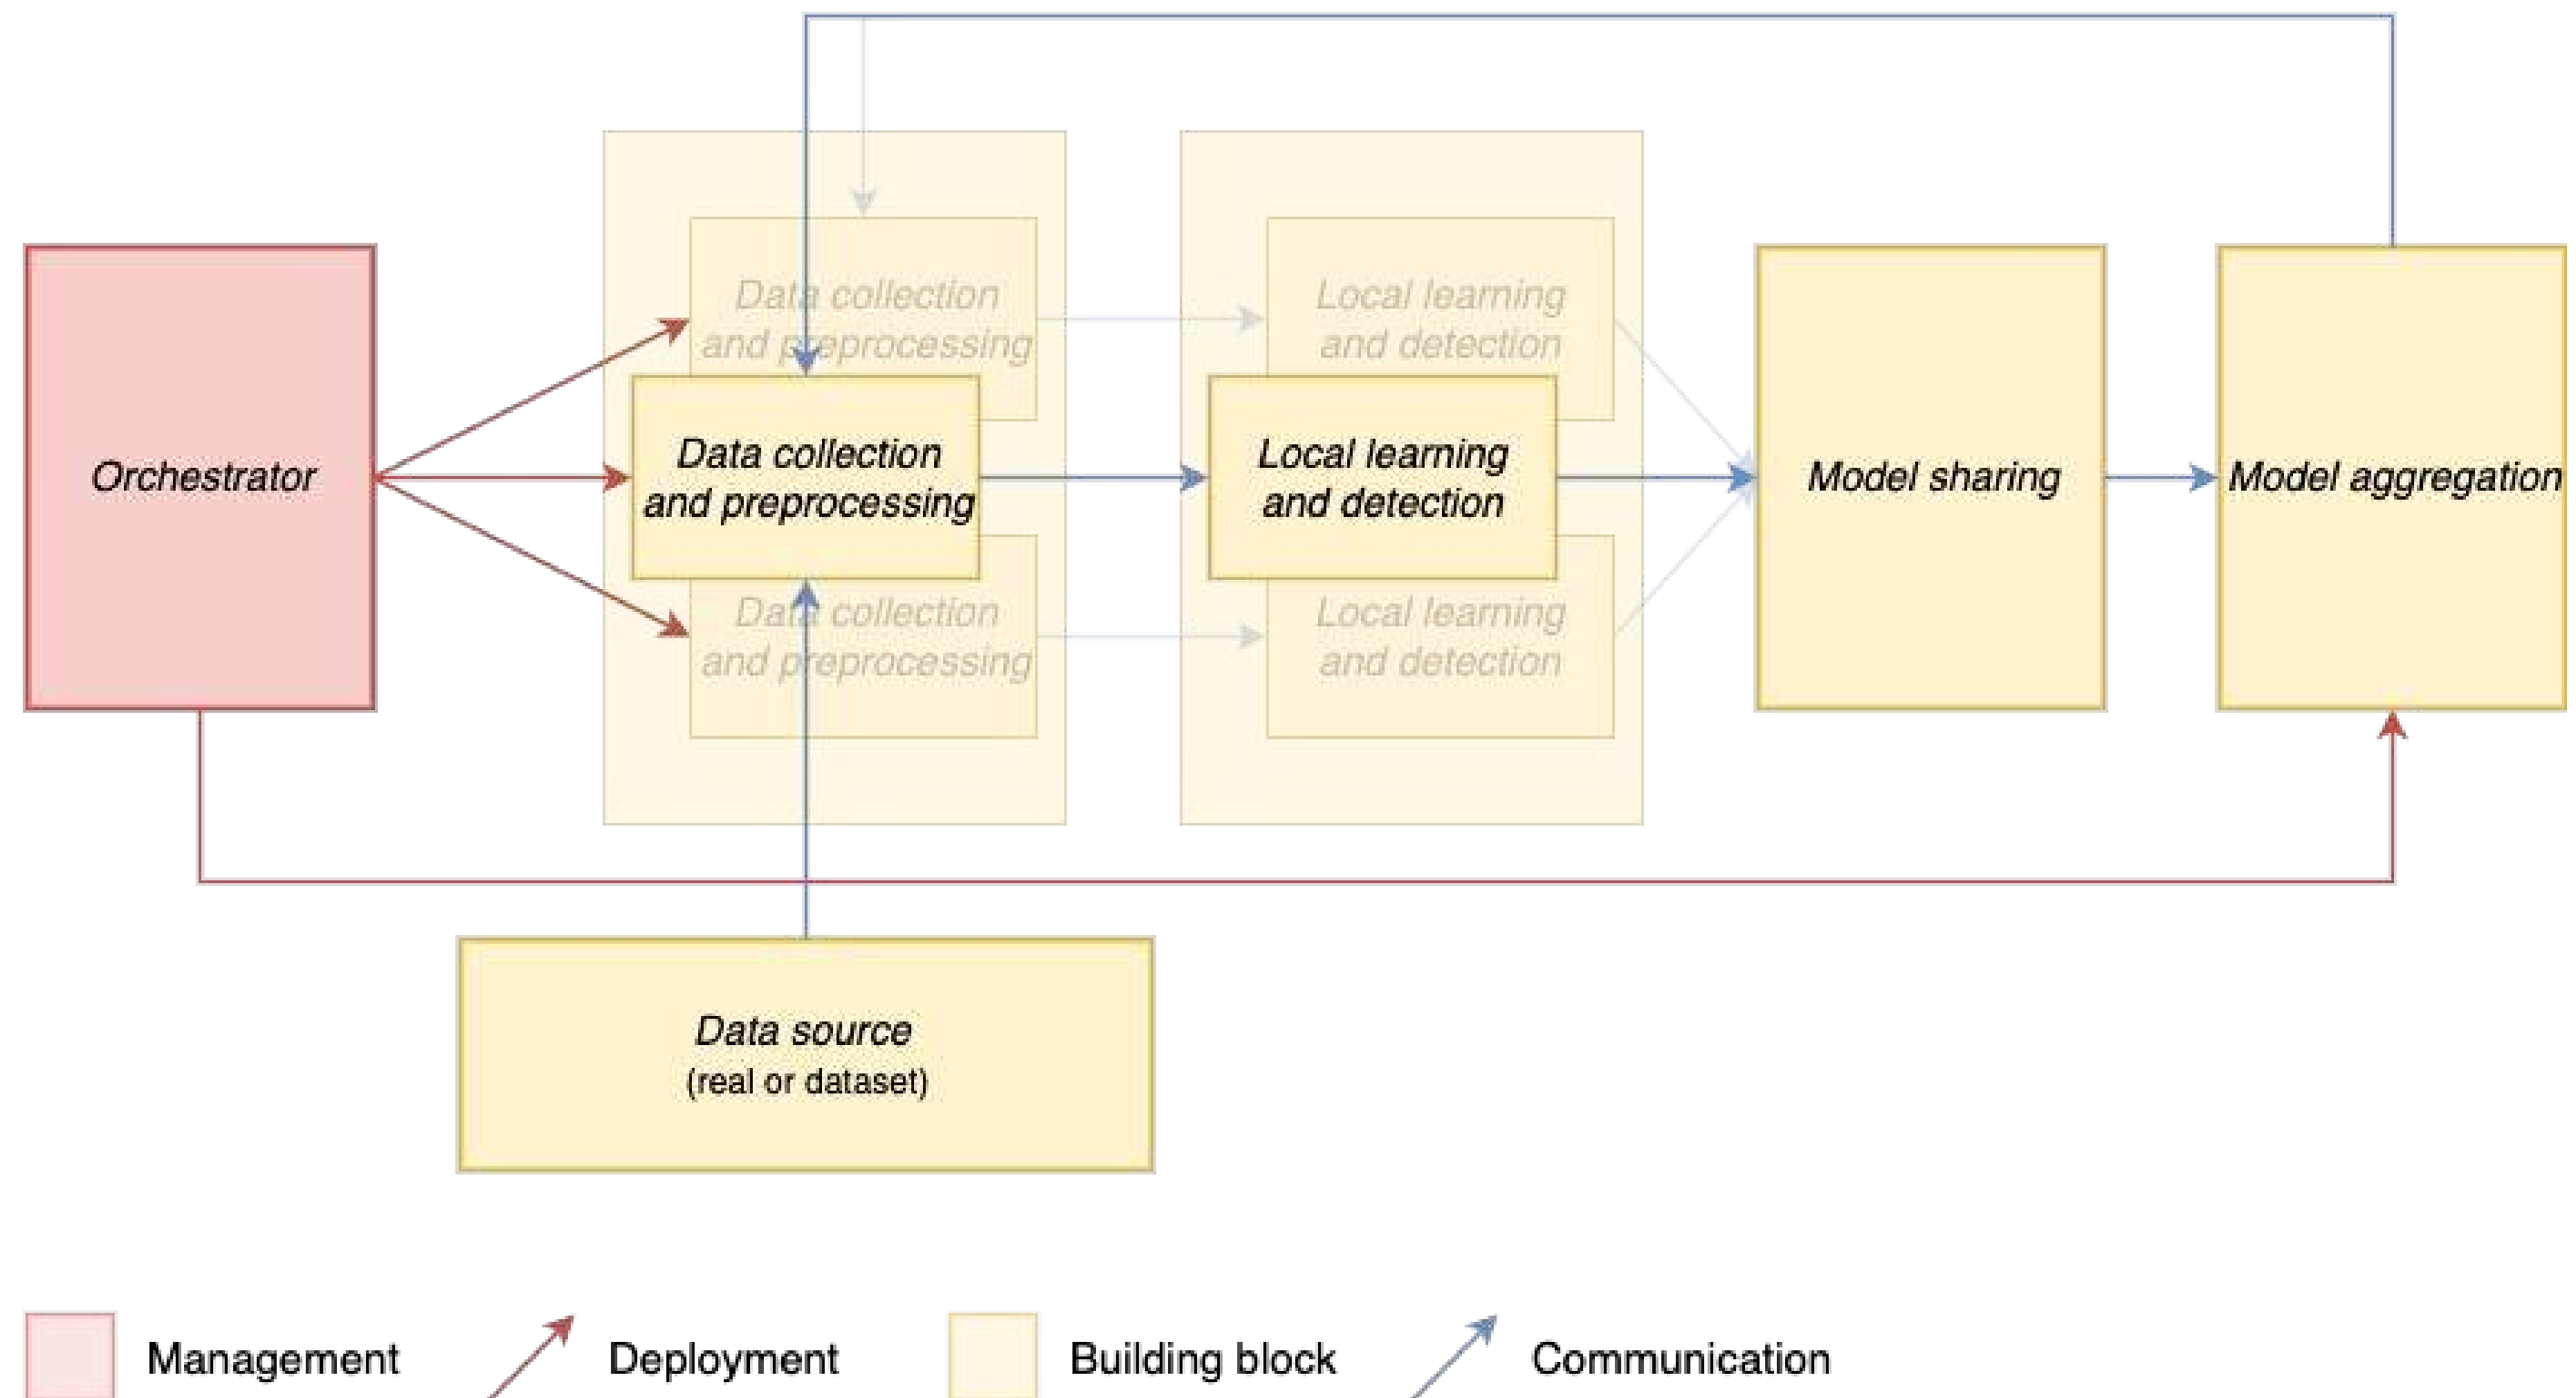 Data collection
and preprocessing
Local learning
and detection
Orchestrator
Data collection
and preprocessing
Local learning
and detection
Model sharing
Model aggregation
Data collection
and preprocessing
Local learning
and detection
Data source
(real or dataset)
Management
Deployment
Building block
Communication